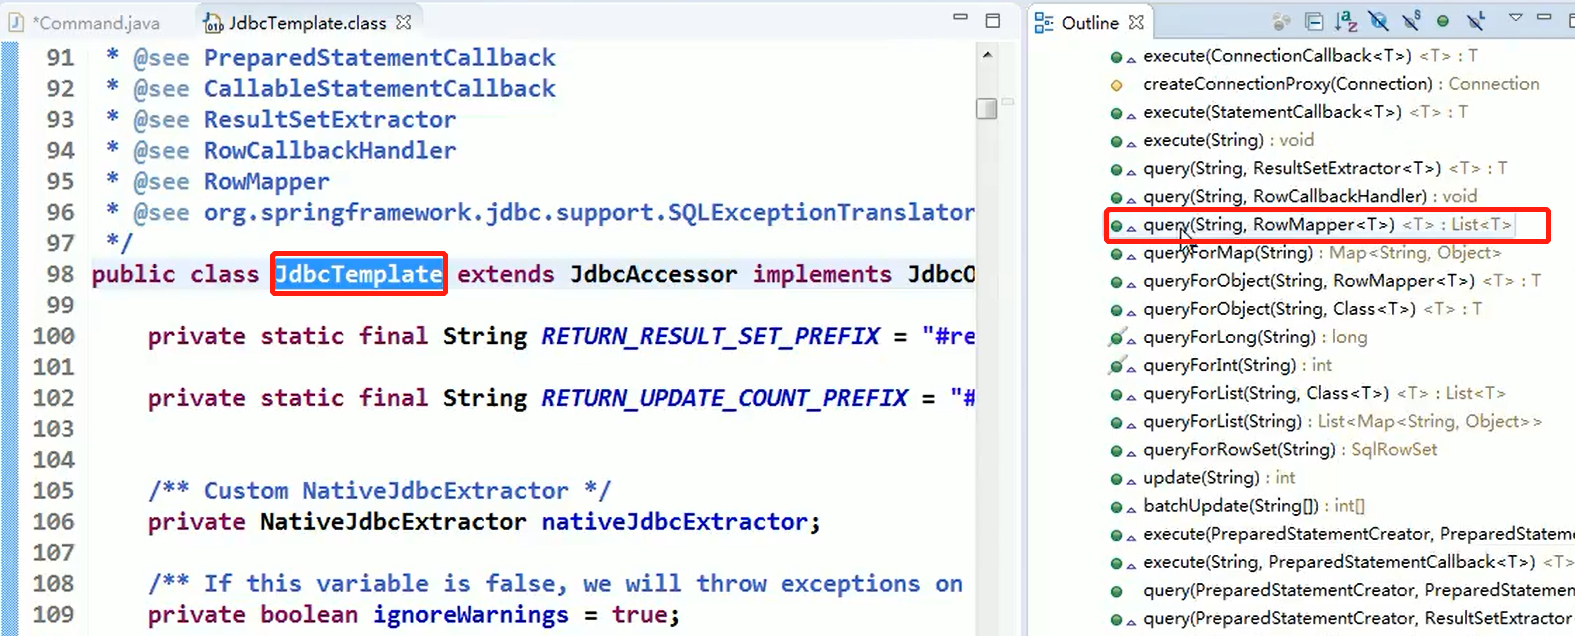 *Command.java
JdbcTemplate.class
91 * @see PreparedStatementCallback
92 * @see CallableStatementCallback
93 * @see ResultSetExtractor
94 * @see RowCallbackHandler
95 * @see RowMapper
96 * @see org.springframework.jdbc.support.SQLExceptionTranslator
97 */
98 public class JdbcTemplate extends JdbcAccessor implements JdbcO
99
100 private static final String RETURN_RESULT_SET_PREFIX = "#re
101
102 private static final String RETURN_UPDATE_COUNT_PREFIX = "#
103
104
105 /** Custom NativeJdbcExtractor */
106 private NativeJdbcExtractor nativeJdbcExtractor;
107
108 /** If this variable is false, we will throw exceptions on
109 private boolean ignoreWarnings = true;
Outline
execute(ConnectionCallback<T>) <T> : T
createConnectionProxy(Connection) : Connection
execute(StatementCallback<T>) <T> : T
execute(String) : void
query(String, ResultSetExtractor<T>) <T> : T
query(String, RowCallbackHandler) : void
query(String, RowMapper<T>) <T> : List<T>
queryForMap(String) : Map<String, Object>
queryForObject(String, RowMapper<T>) <T> : T
queryForObject(String, Class<T>) <T> : T
queryForLong(String) : long
queryForInt(String) : int
queryForList(String, Class<T>) <T> : List<T>
queryForList(String) : List<Map<String, Object>>
queryForRowSet(String) : SqlRowSet
update(String) : int
batchUpdate(String[]) : int[]
execute(PreparedStatementCreator, PreparedStatem
execute(String, PreparedStatementCallback<T>) <T>
query(PreparedStatementCreator, PreparedStatemen
query(PreparedStatementCreator, ResultSetExtractor